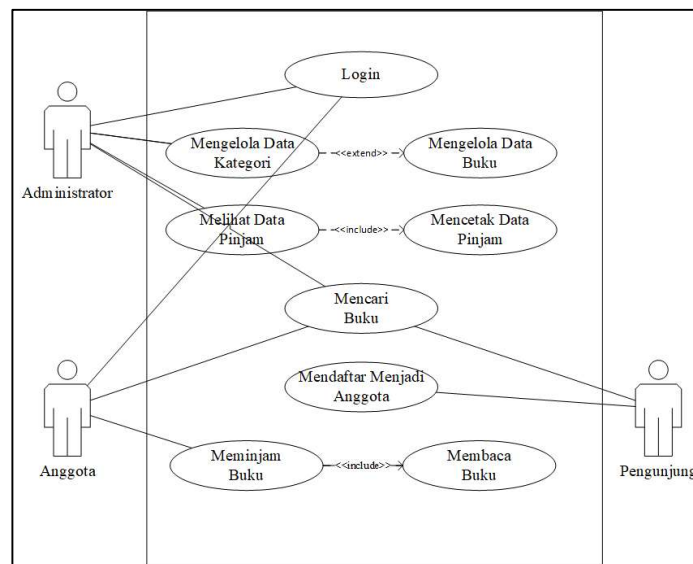 Login
Mengelola Data
Kategori
<<extend>>
Mengelola Data
Buku
Administrator
Melihat Data
Pinjam
<<include>>
Mencetak Data
Pinjam
Mencari
Buku
Mendaftar Menjadi
Anggota
Anggota
Meminjam
Buku
<<include>>
Membaca
Buku
Pengunjung